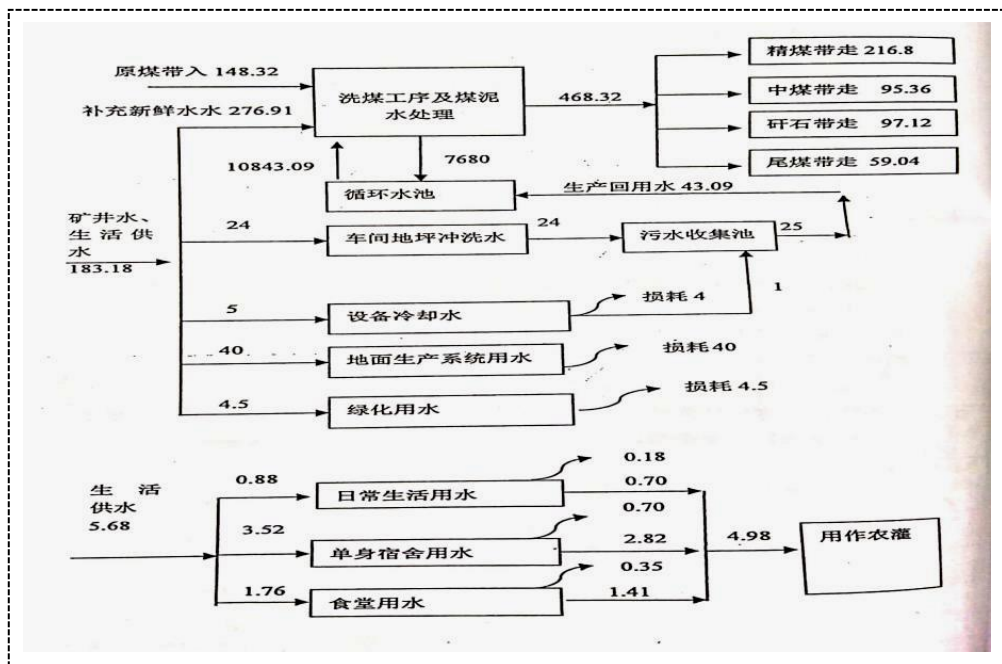 原煤带入 148.32
补充新鲜水水 276.91
洗煤工序及煤泥
水处理
468.32
精煤带走 216.8
中煤带走 95.36
矸石带走 97.12
尾煤带走 59.04
10843.09
7680
循环水池
生产回用水 43.09
矿井水、
生活供
水
183.18
24
车间地坪冲洗水
24
污水收集池
25
5
设备冷却水
损耗 4
1
40
地面生产系统用水
损耗 40
4.5
绿化用水
损耗 4.5
生 活
供水
5.68
0.88
日常生活用水
0.18
0.70
3.52
单身宿舍用水
0.70
2.82
1.76
食堂用水
0.35
1.41
4.98
用作农灌